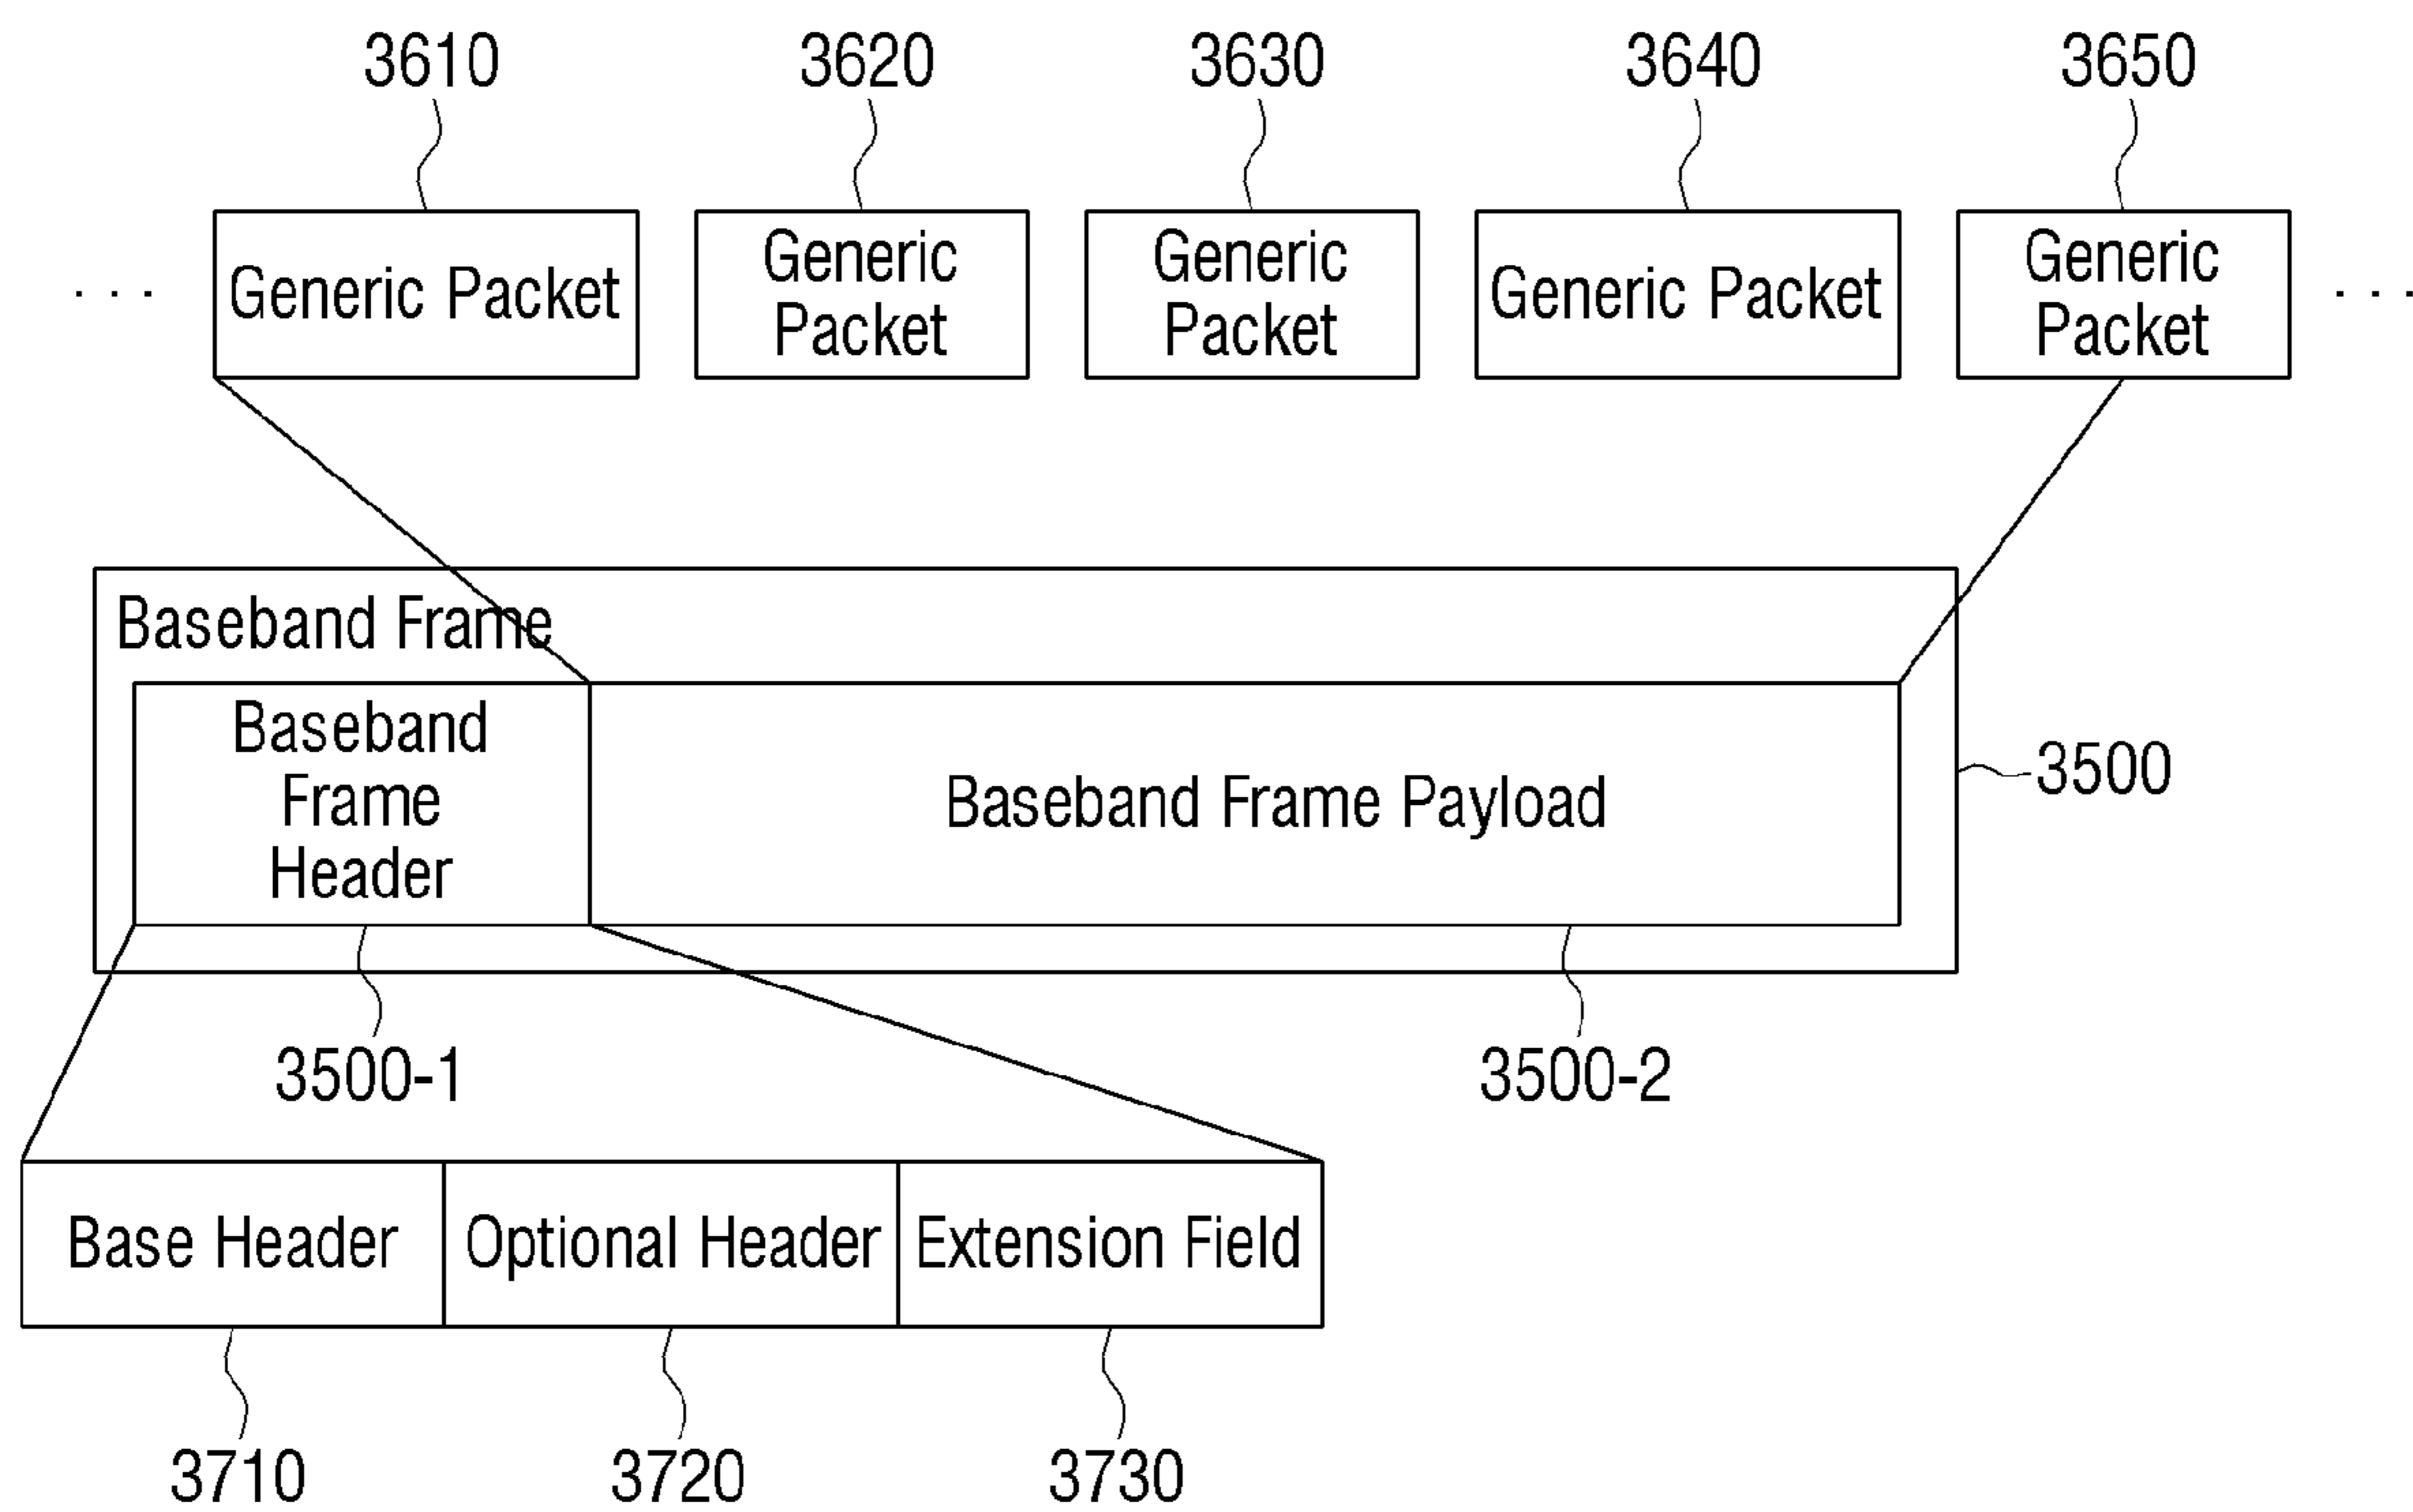 3610
3620
3630
3640
3650
. . .
Generic Packet
Generic
Packet
Generic
Packet
Generic Packet
Generic
Packet
. . .
Baseband Frame
Baseband
Frame
Header
Baseband Frame Payload
3500
3500-1
3500-2
Base Header
Optional Header
Extension Field
3710
3720
3730